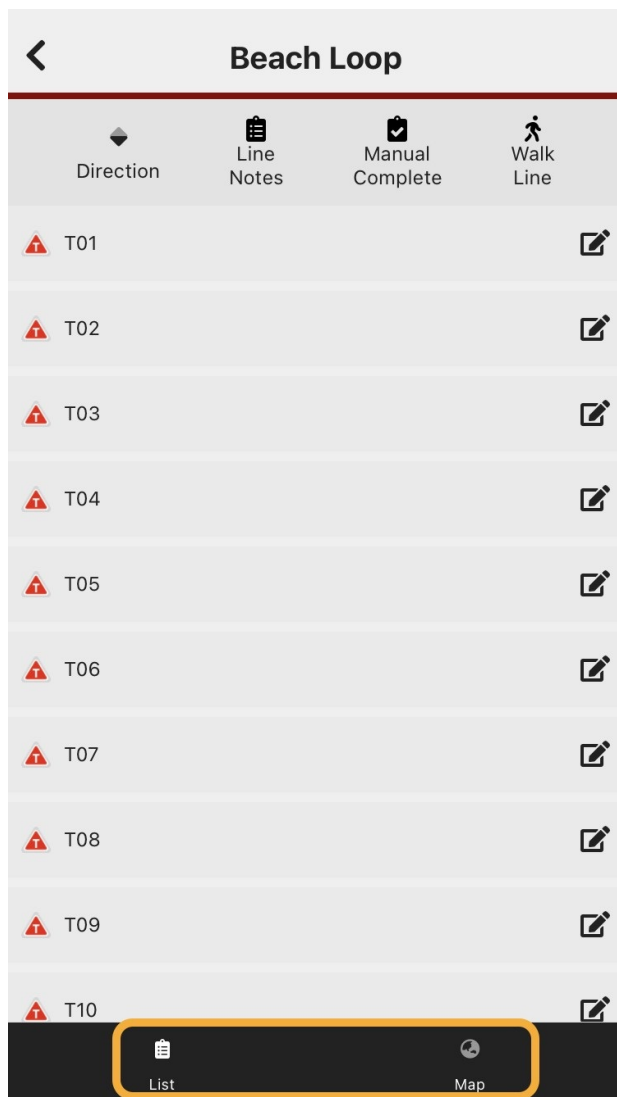 Beach Loop
Direction
Line
Notes
Manual
Complete
Walk
Line
T T01
T T02
T T03
T T04
T T05
T T06
T T07
T T08
T T09
T T10
List
Map